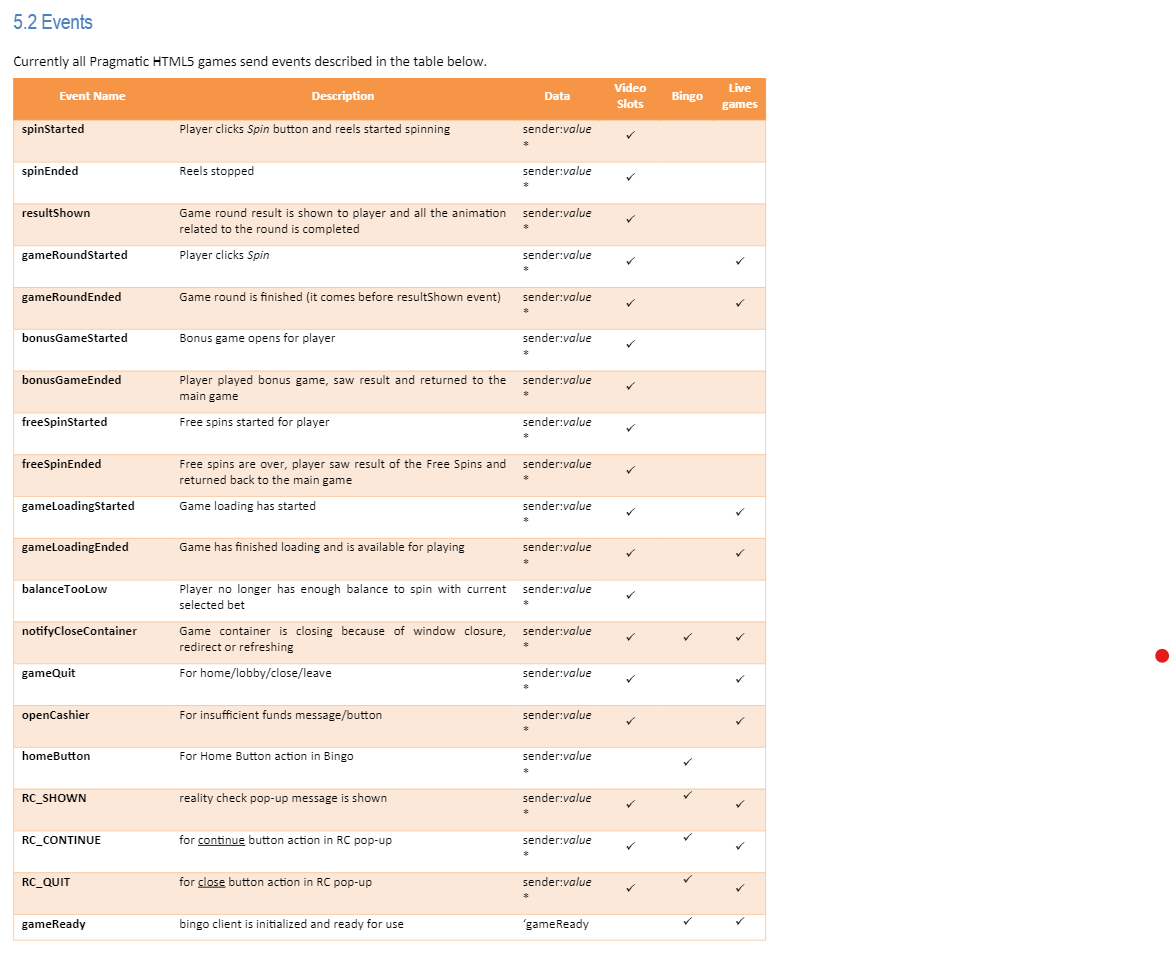 5.2 Events
Currently all Pragmatic HTML5 games send events described in the table below.
Event Name Description Data Video Slots Bingo Live games
spinStarted Player clicks Spin button and reels started spinning sender:value * ✓
spinEnded Reels stopped sender:value * ✓
resultShown Game round result is shown to player and all the animation related to the round is completed sender:value * ✓
gameRoundStarted Player clicks Spin sender:value * ✓ ✓
gameRoundEnded Game round is finished (it comes before resultShown event) sender:value * ✓ ✓
bonusGameStarted Bonus game opens for player sender:value * ✓
bonusGameEnded Player played bonus game, saw result and returned to the main game sender:value * ✓
freeSpinStarted Free spins started for player sender:value * ✓
freeSpinEnded Free spins are over, player saw result of the Free Spins and returned back to the main game sender:value * ✓
gameLoadingStarted Game loading has started sender:value * ✓ ✓
gameLoadingEnded Game has finished loading and is available for playing sender:value * ✓ ✓
balanceTooLow Player no longer has enough balance to spin with current selected bet sender:value * ✓
notifyCloseContainer Game container is closing because of window closure, redirect or refreshing sender:value * ✓ ✓ ✓
gameQuit For home/lobby/close/leave sender:value * ✓ ✓
openCashier For insufficient funds message/button sender:value * ✓ ✓
homeButton For Home Button action in Bingo sender:value * ✓
RC_SHOWN reality check pop-up message is shown sender:value * ✓ ✓ ✓
RC_CONTINUE for continue button action in RC pop-up sender:value * ✓ ✓ ✓
RC_QUIT for close button action in RC pop-up sender:value * ✓ ✓ ✓
gameReady bingo client is initialized and ready for use ‘gameReady ✓ ✓